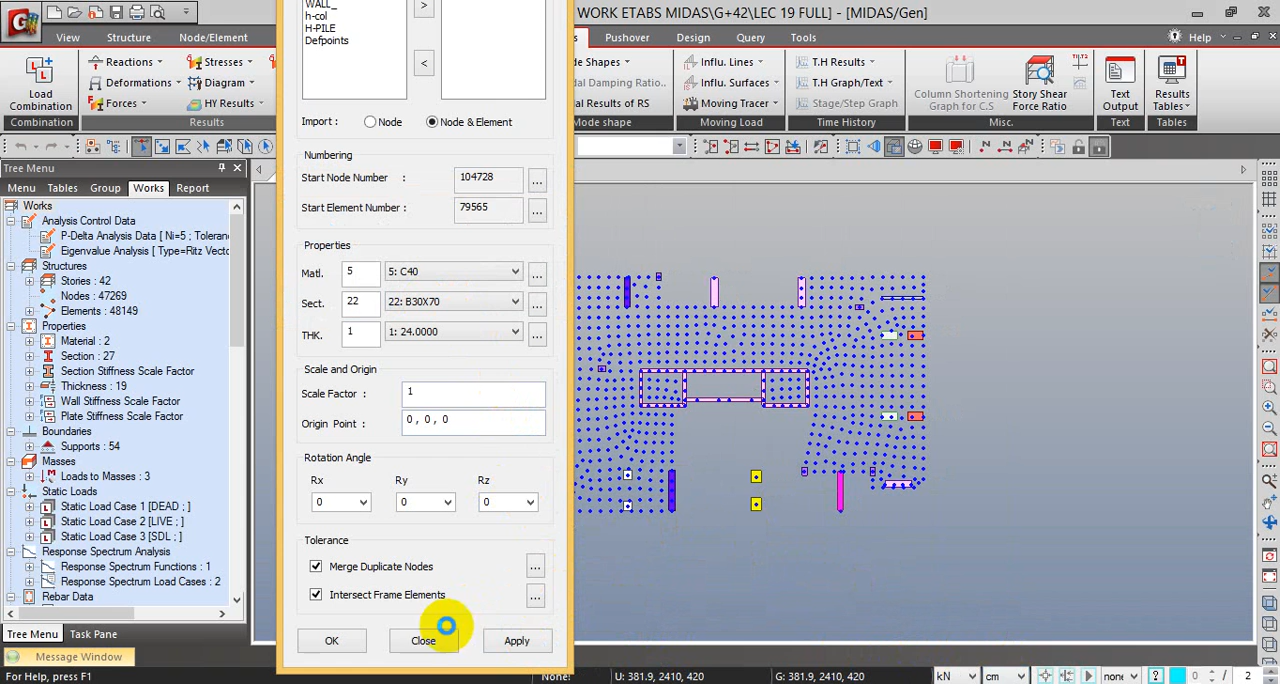 WORK ETABS MIDAS\G+42\LEC 19 FULL] - [MIDAS/Gen]
View Structure Node/Element Pushover Design Query Tools Help
WALL_
h-col
H-PILE
Defpoints
>
<
Load
Combination
Combination
Reactions
Deformations
Forces
Stresses
Diagram
HY Results
Results
de Shapes
dal Damping Ratio..
al Results of RS
Mode shape
Influ. Lines
Influ. Surfaces
Moving Tracer
Moving Load
T.H Results
T.H Graph/Text
Stage/Step Graph
Time History
Column Shortening
Graph for C.S
Story Shear
Force Ratio
Misc.
Text
Output
Text
Results
Tables
Tables
Import : Node Node & Element
Numbering
Start Node Number : 104728 ...
Start Element Number : 79565 ...
Properties
Matl. 5 5: C40 ...
Sect. 22 22: B30X70 ...
THK. 1 1: 24.0000 ...
Scale and Origin
Scale Factor : 1
Origin Point : 0 , 0 , 0
Rotation Angle
Rx Ry Rz
0 0 0
Tolerance
Merge Duplicate Nodes ...
Intersect Frame Elements ...
OK Close Apply
Tree Menu
Menu Tables Group Works Report
Works
Analysis Control Data
P-Delta Analysis Data [ Ni=5 ; Toleran
Eigenvalue Analysis [ Type=Ritz Vecto
Structures
Stories : 42
Nodes : 47269
Elements : 48149
Properties
Material : 2
Section : 27
Section Stiffness Scale Factor
Thickness : 19
Wall Stiffness Scale Factor
Plate Stiffness Scale Factor
Boundaries
Supports : 54
Masses
Loads to Masses : 3
Static Loads
Static Load Case 1 [DEAD ; ]
Static Load Case 2 [LIVE ; ]
Static Load Case 3 [SDL ; ]
Response Spectrum Analysis
Response Spectrum Functions : 1
Response Spectrum Load Cases : 2
Rebar Data
Tree Menu Task Pane
Message Window
For Help, press F1 None! U: 381.9, 2410, 420 G: 381.9, 2410, 420 kN cm none ? 0 / 2